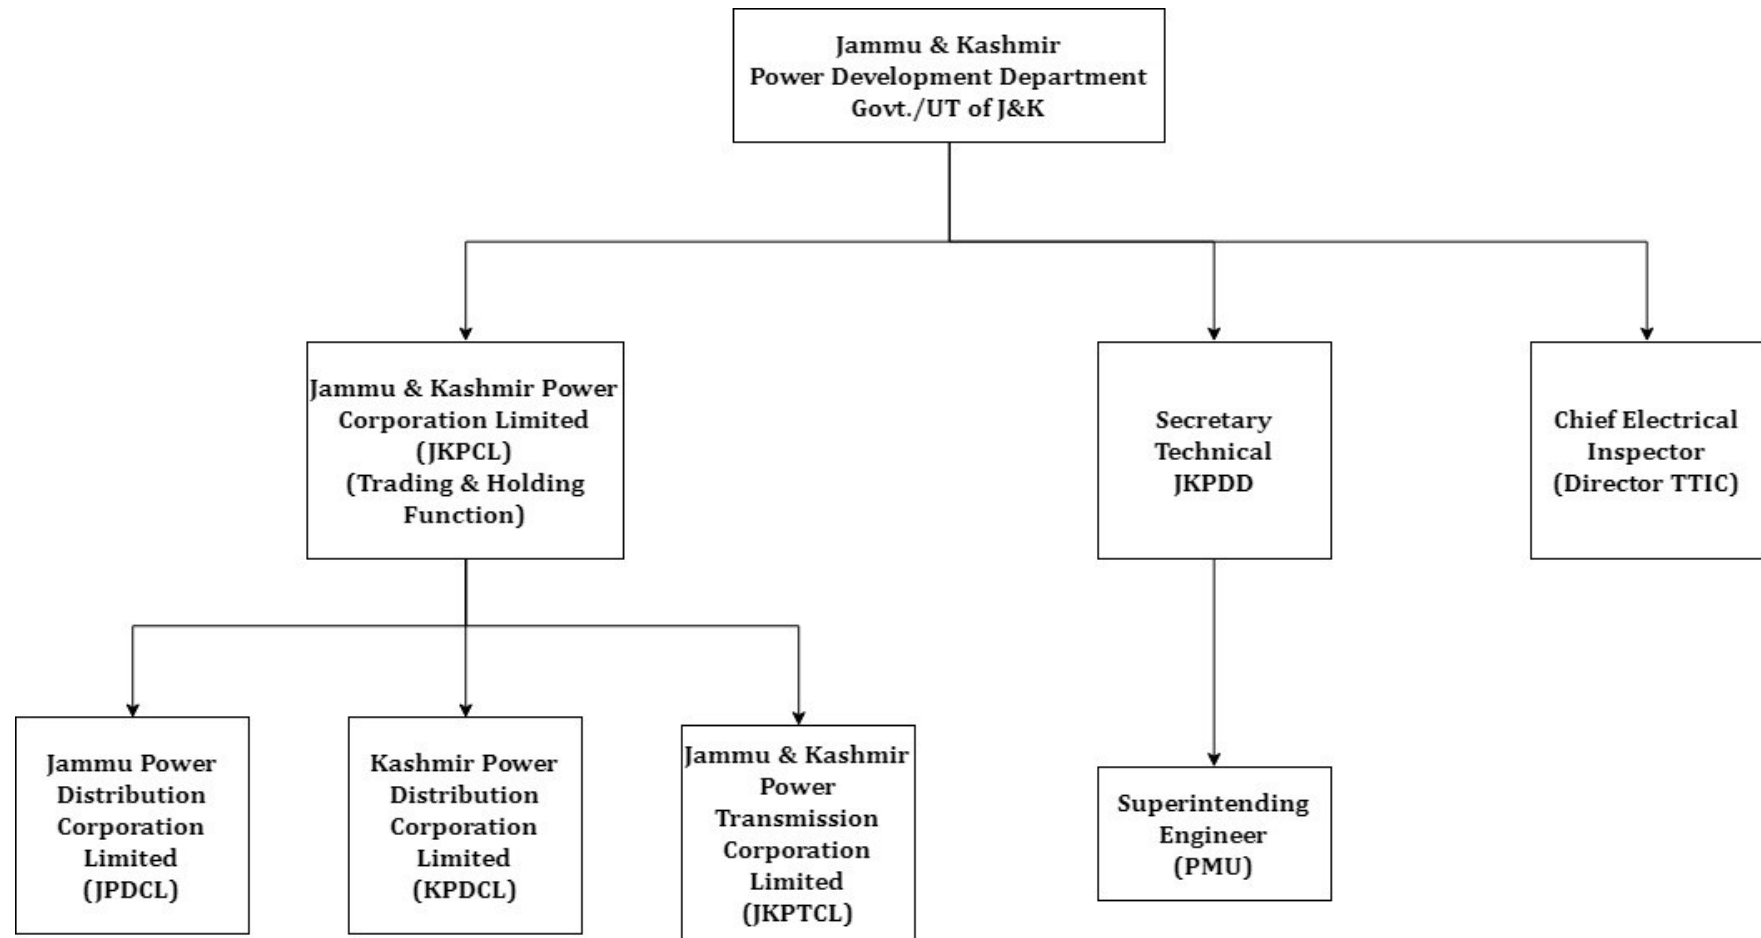 Jammu & Kashmir
Power Development Department
Govt./UT of J&K
Jammu & Kashmir Power
Corporation Limited
(JKPCL)
(Trading & Holding
Function)
Secretary
Technical
JKPDD
Chief Electrical
Inspector
(Director TTIC)
Jammu Power
Distribution
Corporation
Limited
(JPDCL)
Kashmir Power
Distribution
Corporation
Limited
(KPDCL)
Jammu & Kashmir
Power
Transmission
Corporation
Limited
(JKPTCL)
Superintending
Engineer
(PMU)